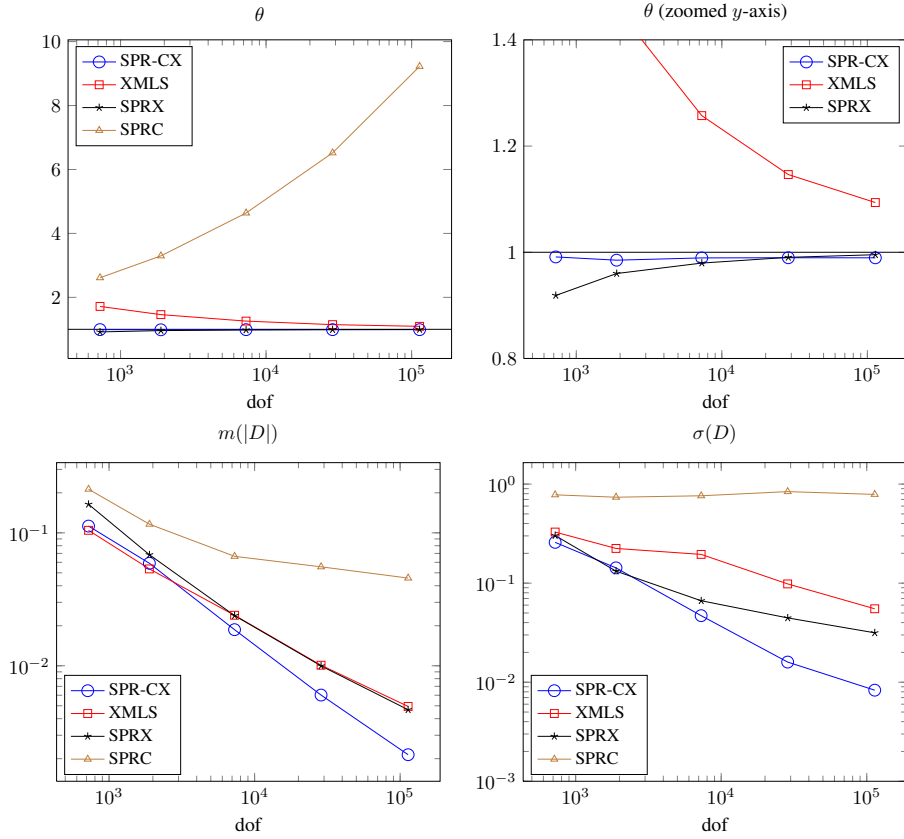 θ
10
8
6
4
2
10³
10⁴
10⁵
dof
SPR-CX
XMLS
SPRX
SPRC
θ (zoomed y-axis)
1.4
1.2
1
0.8
10³
10⁴
10⁵
dof
SPR-CX
XMLS
SPRX
m(|D|)
10⁻¹
10⁻²
10³
10⁴
10⁵
dof
SPR-CX
XMLS
SPRX
SPRC
σ(D)
10⁰
10⁻¹
10⁻²
10⁻³
10³
10⁴
10⁵
dof
SPR-CX
XMLS
SPRX
SPRC